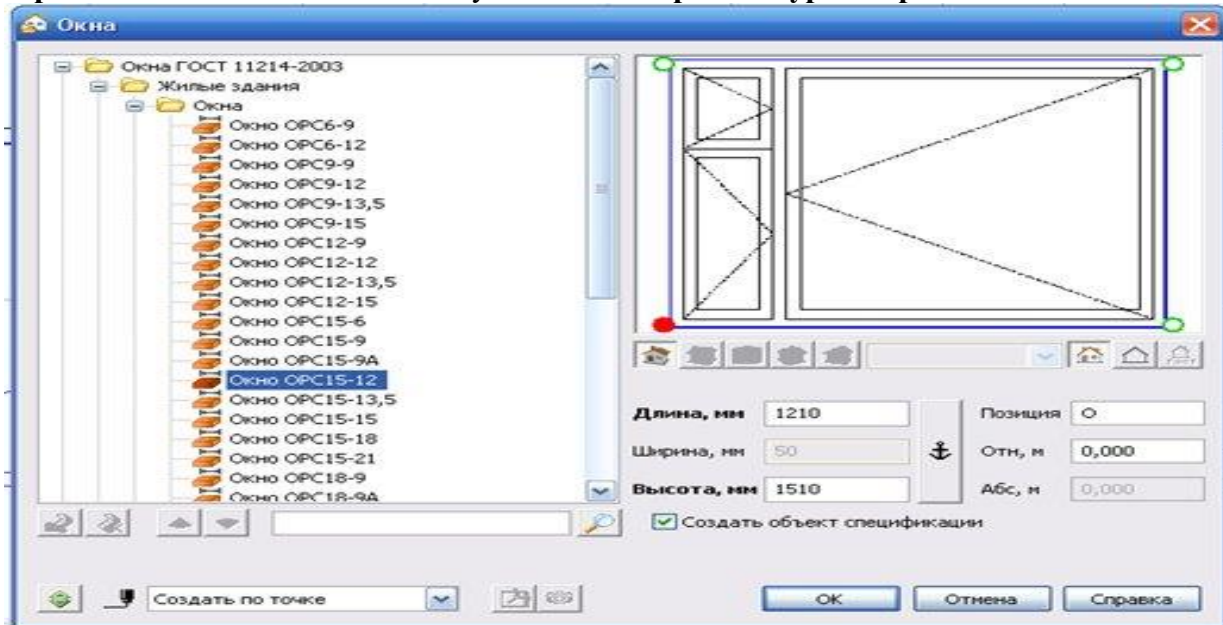 Окна
Окна ГОСТ 11214-2003
Жилые здания
Окна
Окно ОРС6-9
Окно ОРС6-12
Окно ОРС9-9
Окно ОРС9-12
Окно ОРС9-13,5
Окно ОРС9-15
Окно ОРС12-9
Окно ОРС12-12
Окно ОРС12-13,5
Окно ОРС12-15
Окно ОРС15-6
Окно ОРС15-9
Окно ОРС15-9А
Окно ОРС15-12
Окно ОРС15-13,5
Окно ОРС15-15
Окно ОРС15-18
Окно ОРС15-21
Окно ОРС18-9
Окно ОРС18-9А
Длина, мм 1210 Позиция О
Ширина, мм 50 Отн, м 0,000
Высота, мм 1510 Абс, м 0,000
Создать объект спецификации
Создать по точке ОК Отмена Справка